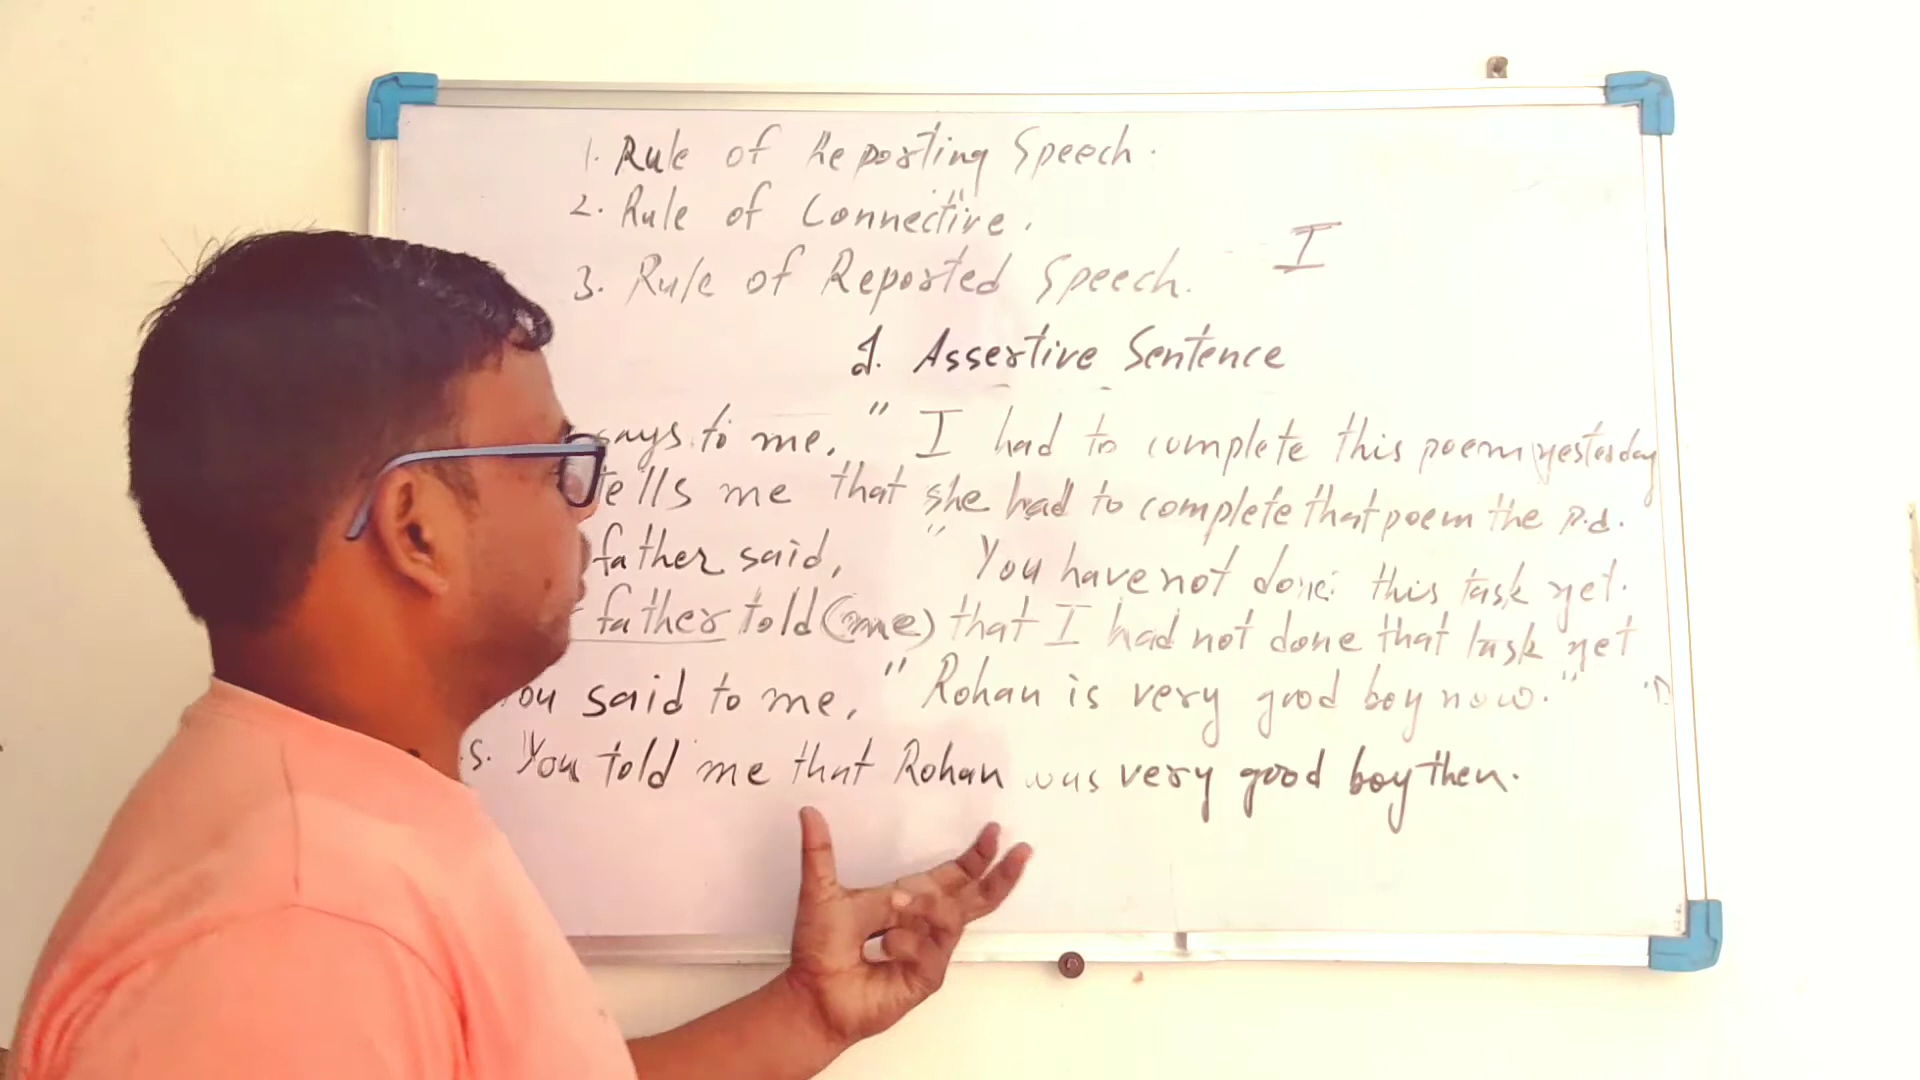 1. Rule of Reporting Speech.
2. Rule of Connective.
3. Rule of Reported Speech. I
1. Assertive Sentence
says to me, " I had to complete this poem yesterday
tells me that she had to complete that poem the p.d.
father said, " You have not done this task yet.
father told (me) that I had not done that task yet
You said to me, " Rohan is very good boy now."
s. You told me that Rohan was very good boy then.